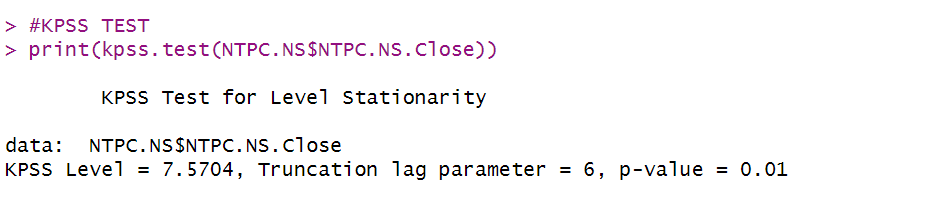 > #KPSS TEST
> print(kpss.test(NTPC.NS$NTPC.NS.Close))
KPSS Test for Level Stationarity
data:  NTPC.NS$NTPC.NS.Close
KPSS Level = 7.5704, Truncation lag parameter = 6, p-value = 0.01